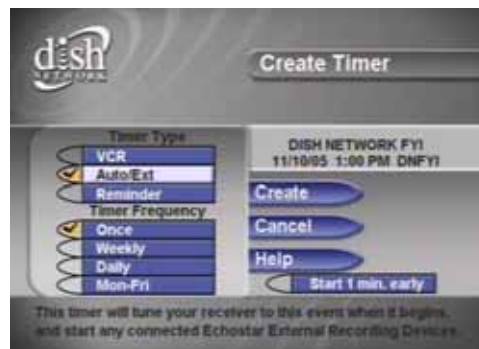 dish
NETWORK
Create Timer
Timer Type
VCR
Auto/Ext
Reminder
Timer Frequency
Once
Weekly
Daily
Mon-Fri
DISH NETWORK FYI
11/10/05 1:00 PM DNFYI
Create
Cancel
Help
Start 1 min. early
This timer will tune your receiver to this event when it begins,
and start any connected Echostar External Recording Devices.